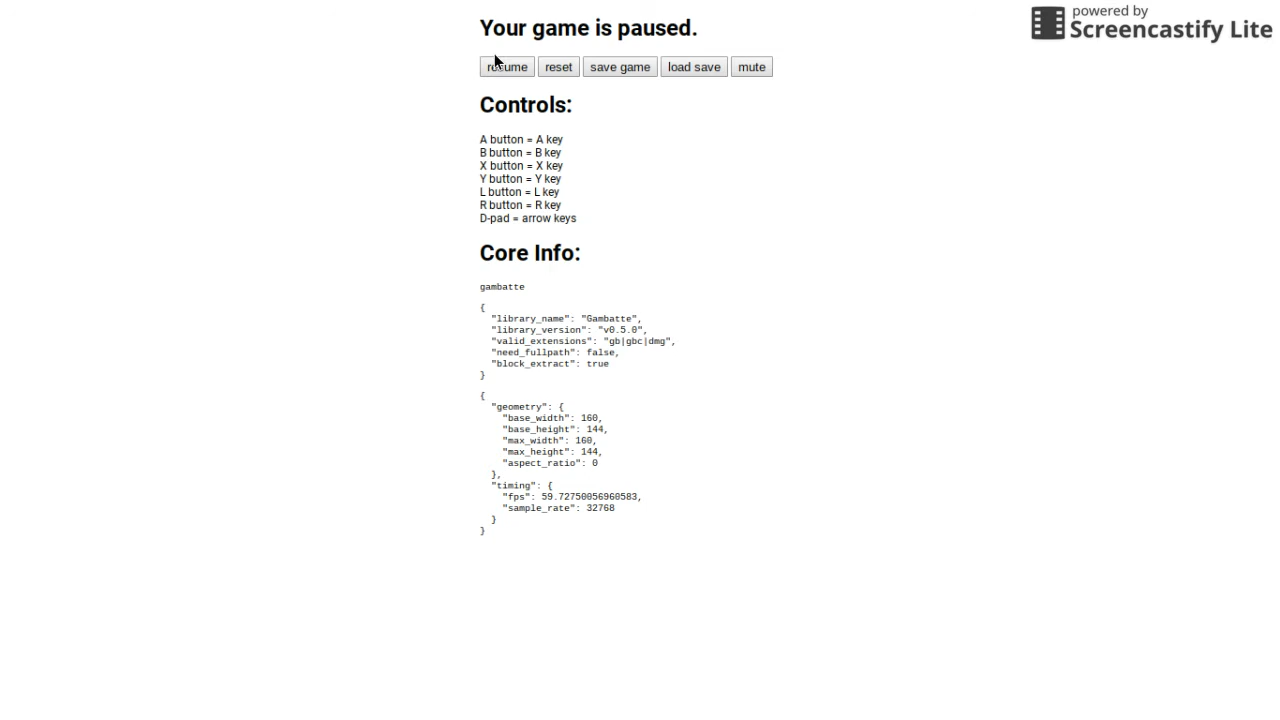 Your game is paused.
powered by
Screencastify Lite
resume reset save game load save mute
Controls:
A button = A key
B button = B key
X button = X key
Y button = Y key
L button = L key
R button = R key
D-pad = arrow keys
Core Info:
gambatte
{
  "library_name": "Gambatte",
  "library_version": "v0.5.0",
  "valid_extensions": "gb|gbc|dmg",
  "need_fullpath": false,
  "block_extract": true
}
{
  "geometry": {
    "base_width": 160,
    "base_height": 144,
    "max_width": 160,
    "max_height": 144,
    "aspect_ratio": 0
  },
  "timing": {
    "fps": 59.72750056960583,
    "sample_rate": 32768
  }
}